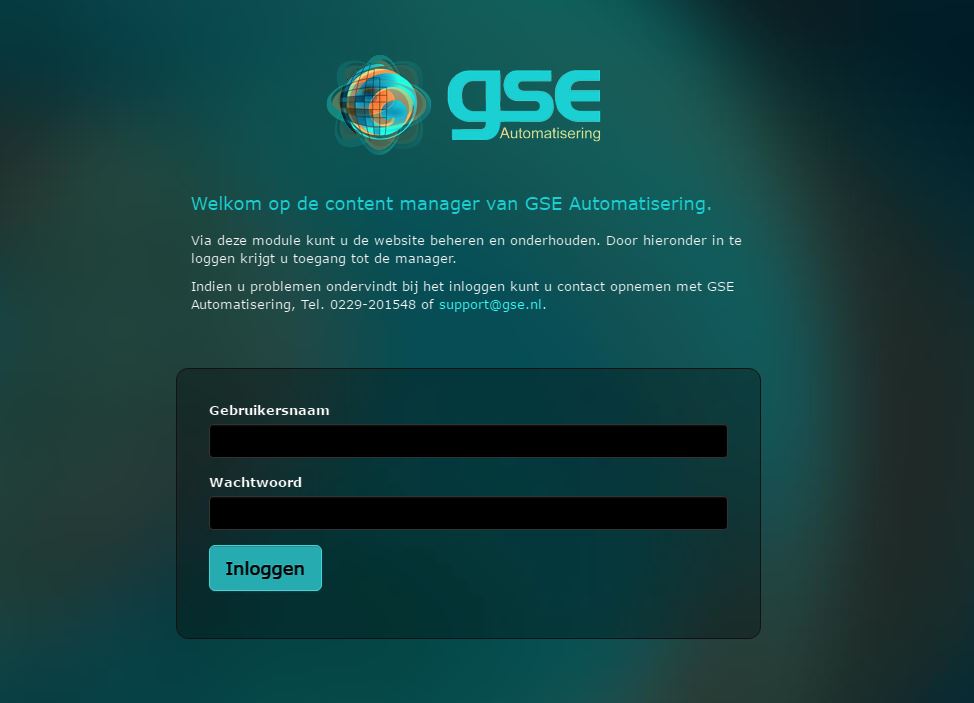 gse
Automatisering
Welkom op de content manager van GSE Automatisering.
Via deze module kunt u de website beheren en onderhouden. Door hieronder in te
loggen krijgt u toegang tot de manager.
Indien u problemen ondervindt bij het inloggen kunt u contact opnemen met GSE
Automatisering, Tel. 0229-201548 of support@gse.nl.
Gebruikersnaam
Wachtwoord
Inloggen